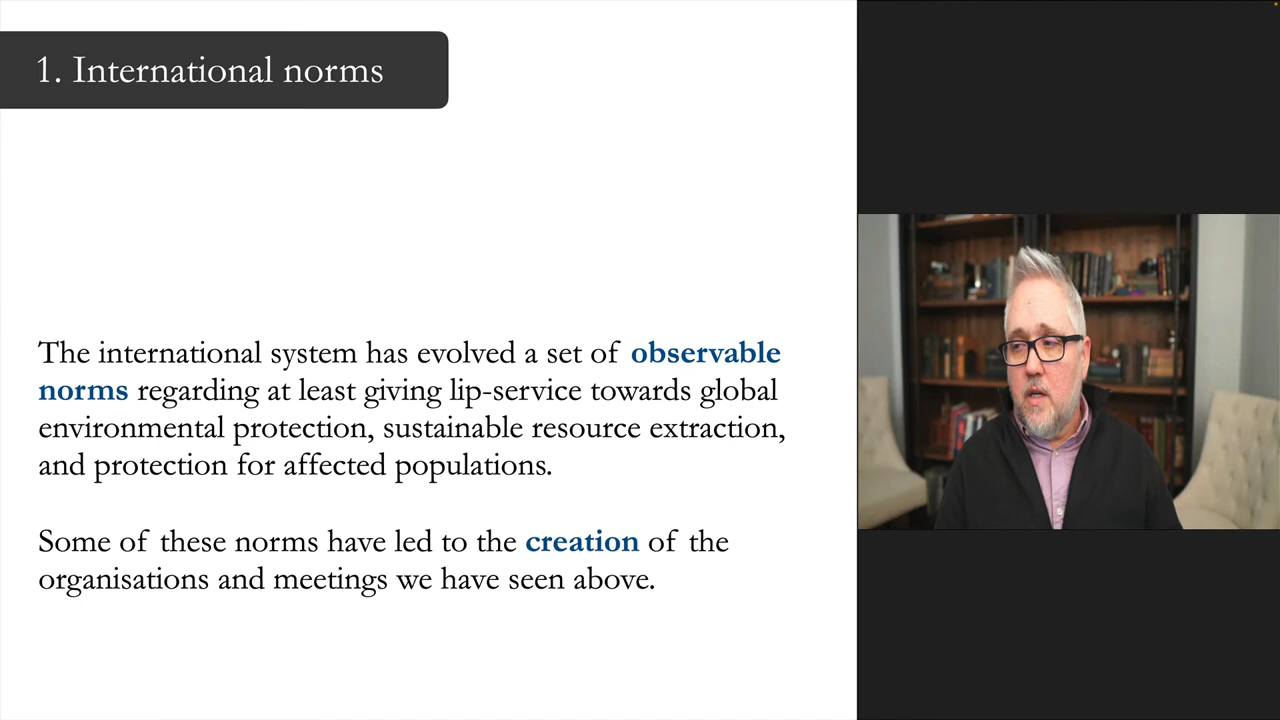 1. International norms
The international system has evolved a set of observable
norms regarding at least giving lip-service towards global
environmental protection, sustainable resource extraction,
and protection for affected populations.
Some of these norms have led to the creation of the
organisations and meetings we have seen above.